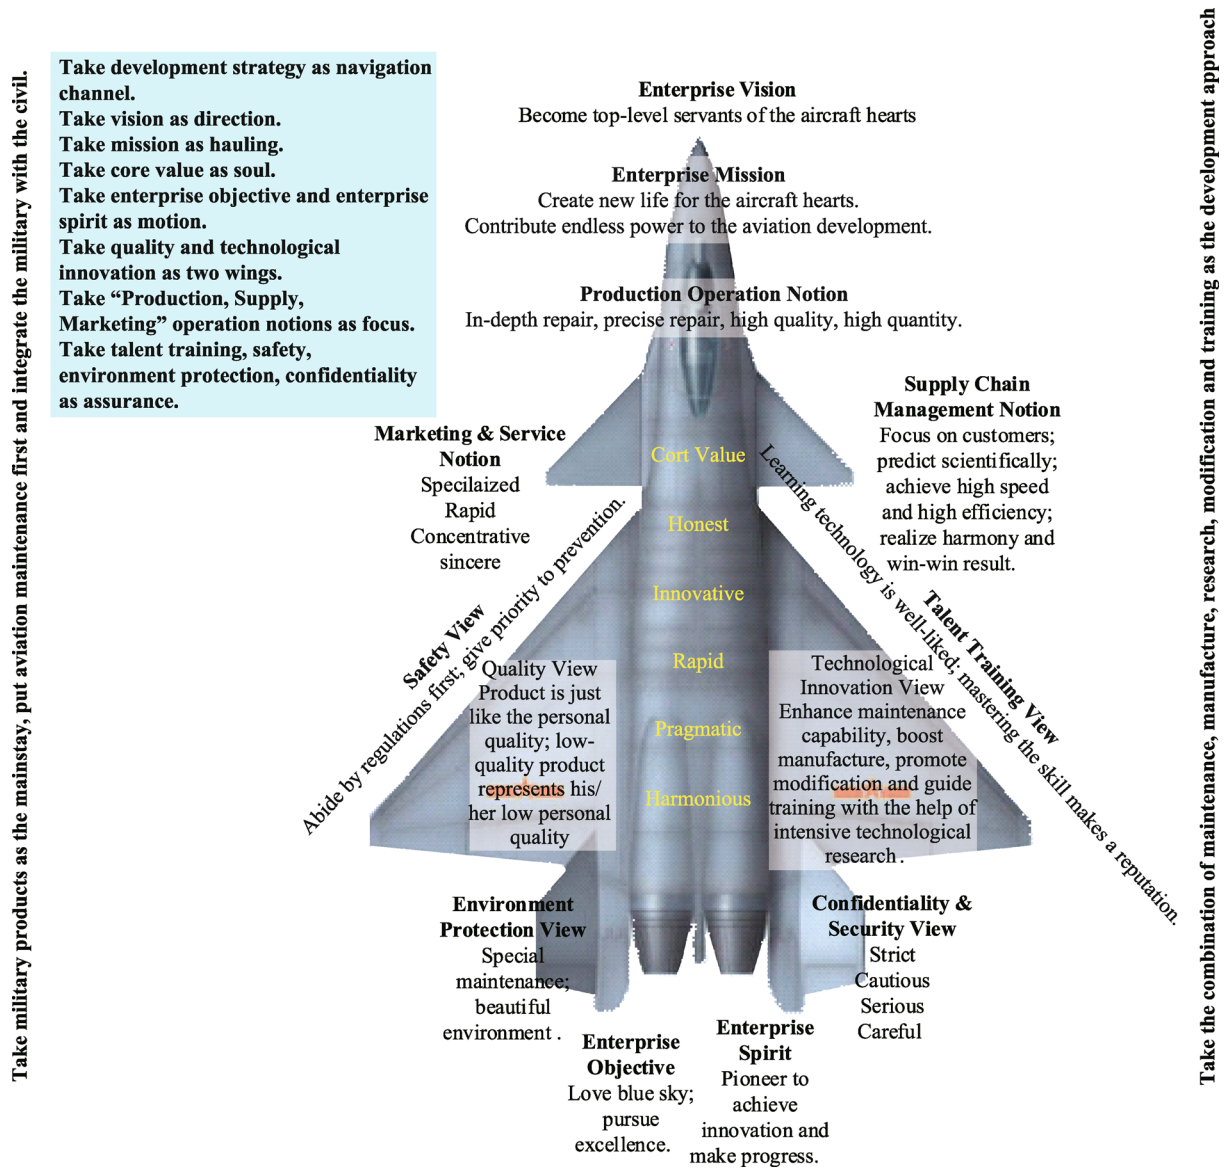 Take military products as the mainstay, put aviation maintenance first and integrate the military with the civil.
Take development strategy as navigation
channel.
Take vision as direction.
Take mission as hauling.
Take core value as soul.
Take enterprise objective and enterprise
spirit as motion.
Take quality and technological
innovation as two wings.
Take “Production, Supply,
Marketing” operation notions as focus.
Take talent training, safety,
environment protection, confidentiality
as assurance.
Enterprise Vision
Become top-level servants of the aircraft hearts
Enterprise Mission
Create new life for the aircraft hearts.
Contribute endless power to the aviation development.
Production Operation Notion
In-depth repair, precise repair, high quality, high quantity.
Marketing & Service
Notion
Specilaized
Rapid
Concentrative
sincere
Supply Chain
Management Notion
Focus on customers;
predict scientifically;
achieve high speed
and high efficiency;
realize harmony and
win-win result.
Cort Value
Honest
Innovative
Rapid
Pragmatic
Harmonious
Safety View
Abide by regulations first; give priority to prevention.
Talent Training View
Learning technology is well-liked; mastering the skill makes a reputation.
Quality View
Product is just
like the personal
quality; low-
quality product
represents his/
her low personal
quality
Technological
Innovation View
Enhance maintenance
capability, boost
manufacture, promote
modification and guide
training with the help of
intensive technological
research .
Environment
Protection View
Special
maintenance;
beautiful
environment .
Confidentiality &
Security View
Strict
Cautious
Serious
Careful
Enterprise
Objective
Love blue sky;
pursue
excellence.
Enterprise
Spirit
Pioneer to
achieve
innovation and
make progress.
Take the combination of maintenance, manufacture, research, modification and training as the development approach